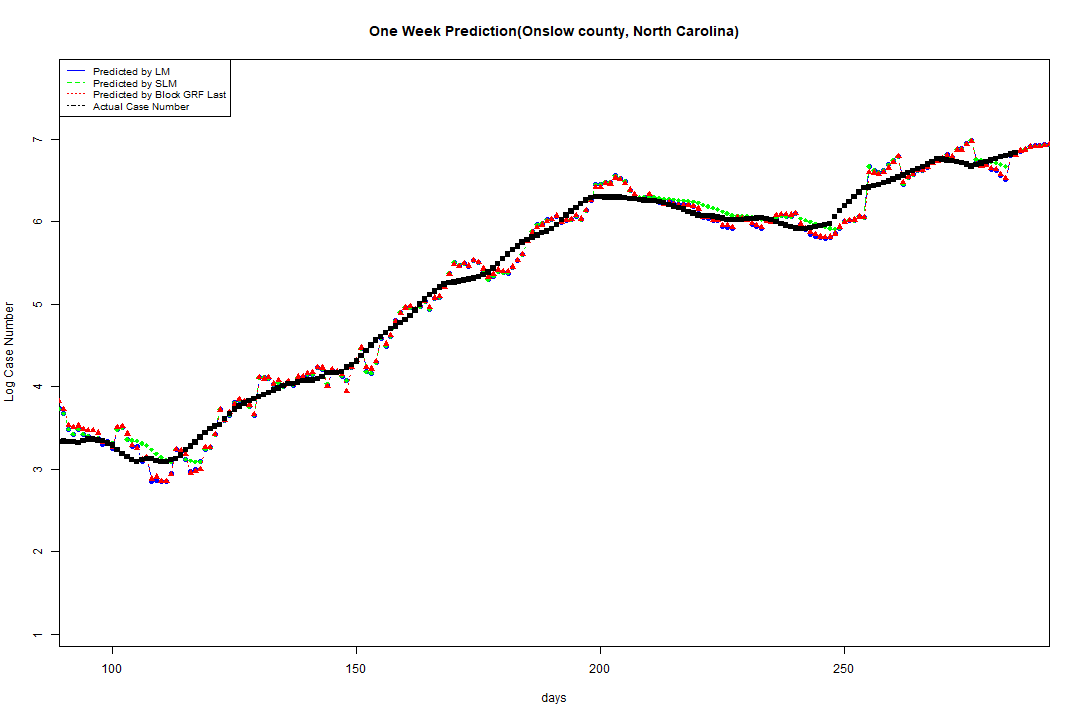 One Week Prediction(Onslow county, North Carolina)
Predicted by LM
Predicted by SLM
Predicted by Block GRF Last
Actual Case Number
7
6
5
4
3
2
1
Log Case Number
100
150
200
250
days